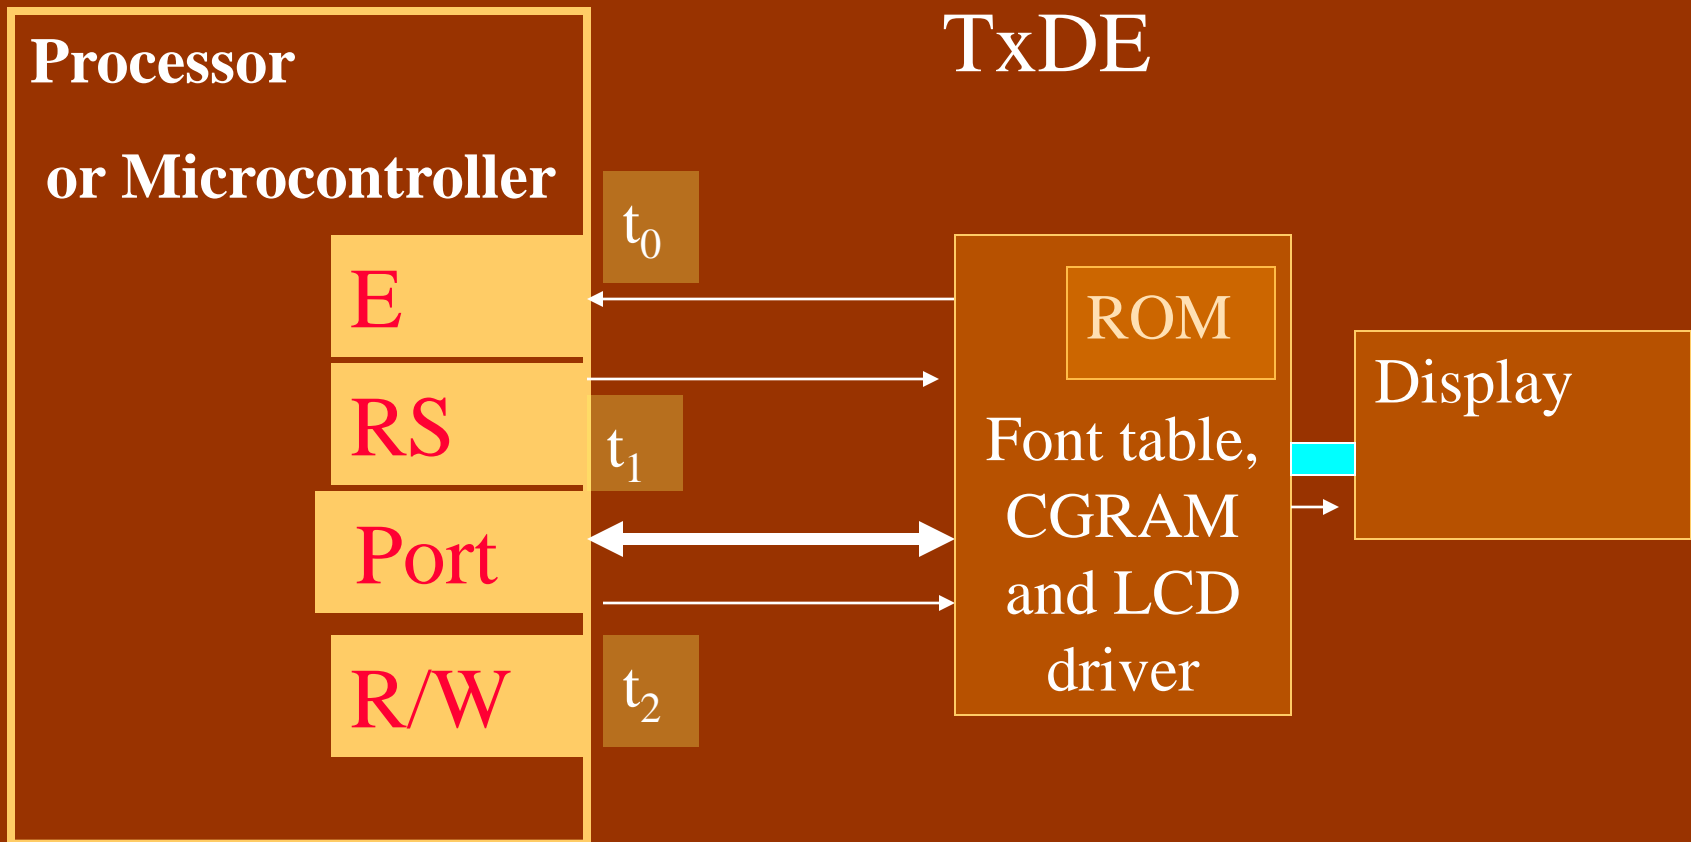 TxDE
Processor
or Microcontroller
t0
E
ROM
RS
Display
t1
Font table,
CGRAM
and LCD
driver
Port
R/W
t2